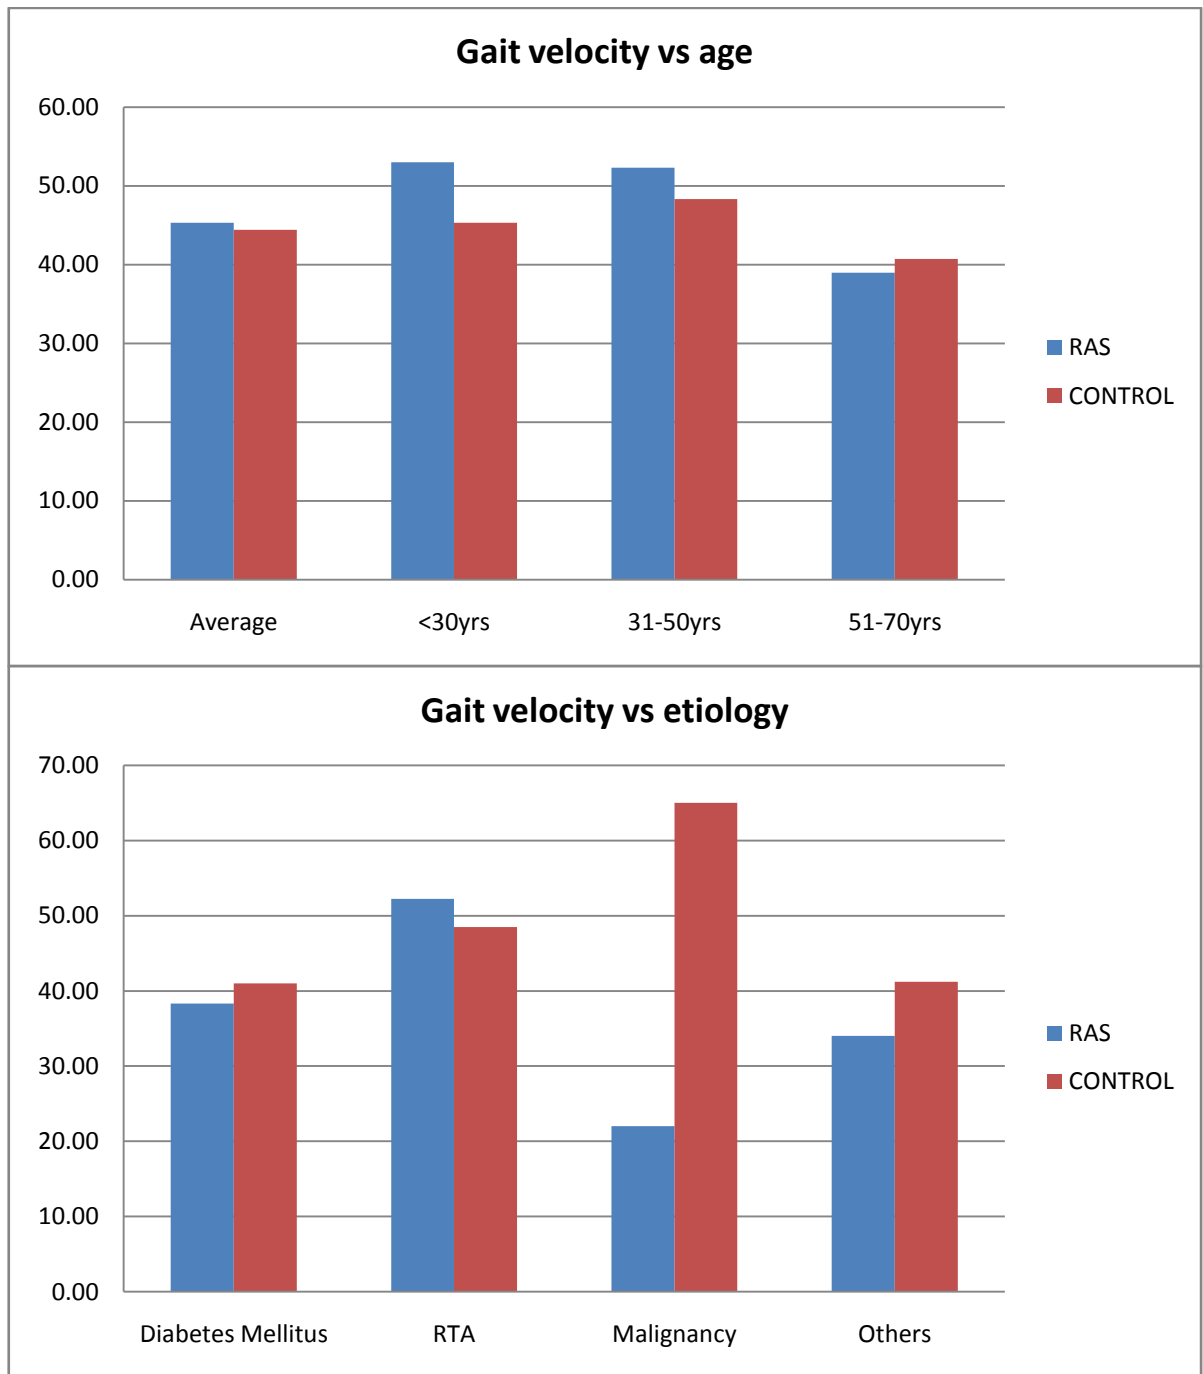 Gait velocity vs age
60.00
50.00
40.00
30.00
20.00
10.00
0.00
RAS
CONTROL
Average <30yrs 31-50yrs 51-70yrs
Gait velocity vs etiology
70.00
60.00
50.00
40.00
30.00
20.00
10.00
0.00
RAS
CONTROL
Diabetes Mellitus RTA Malignancy Others